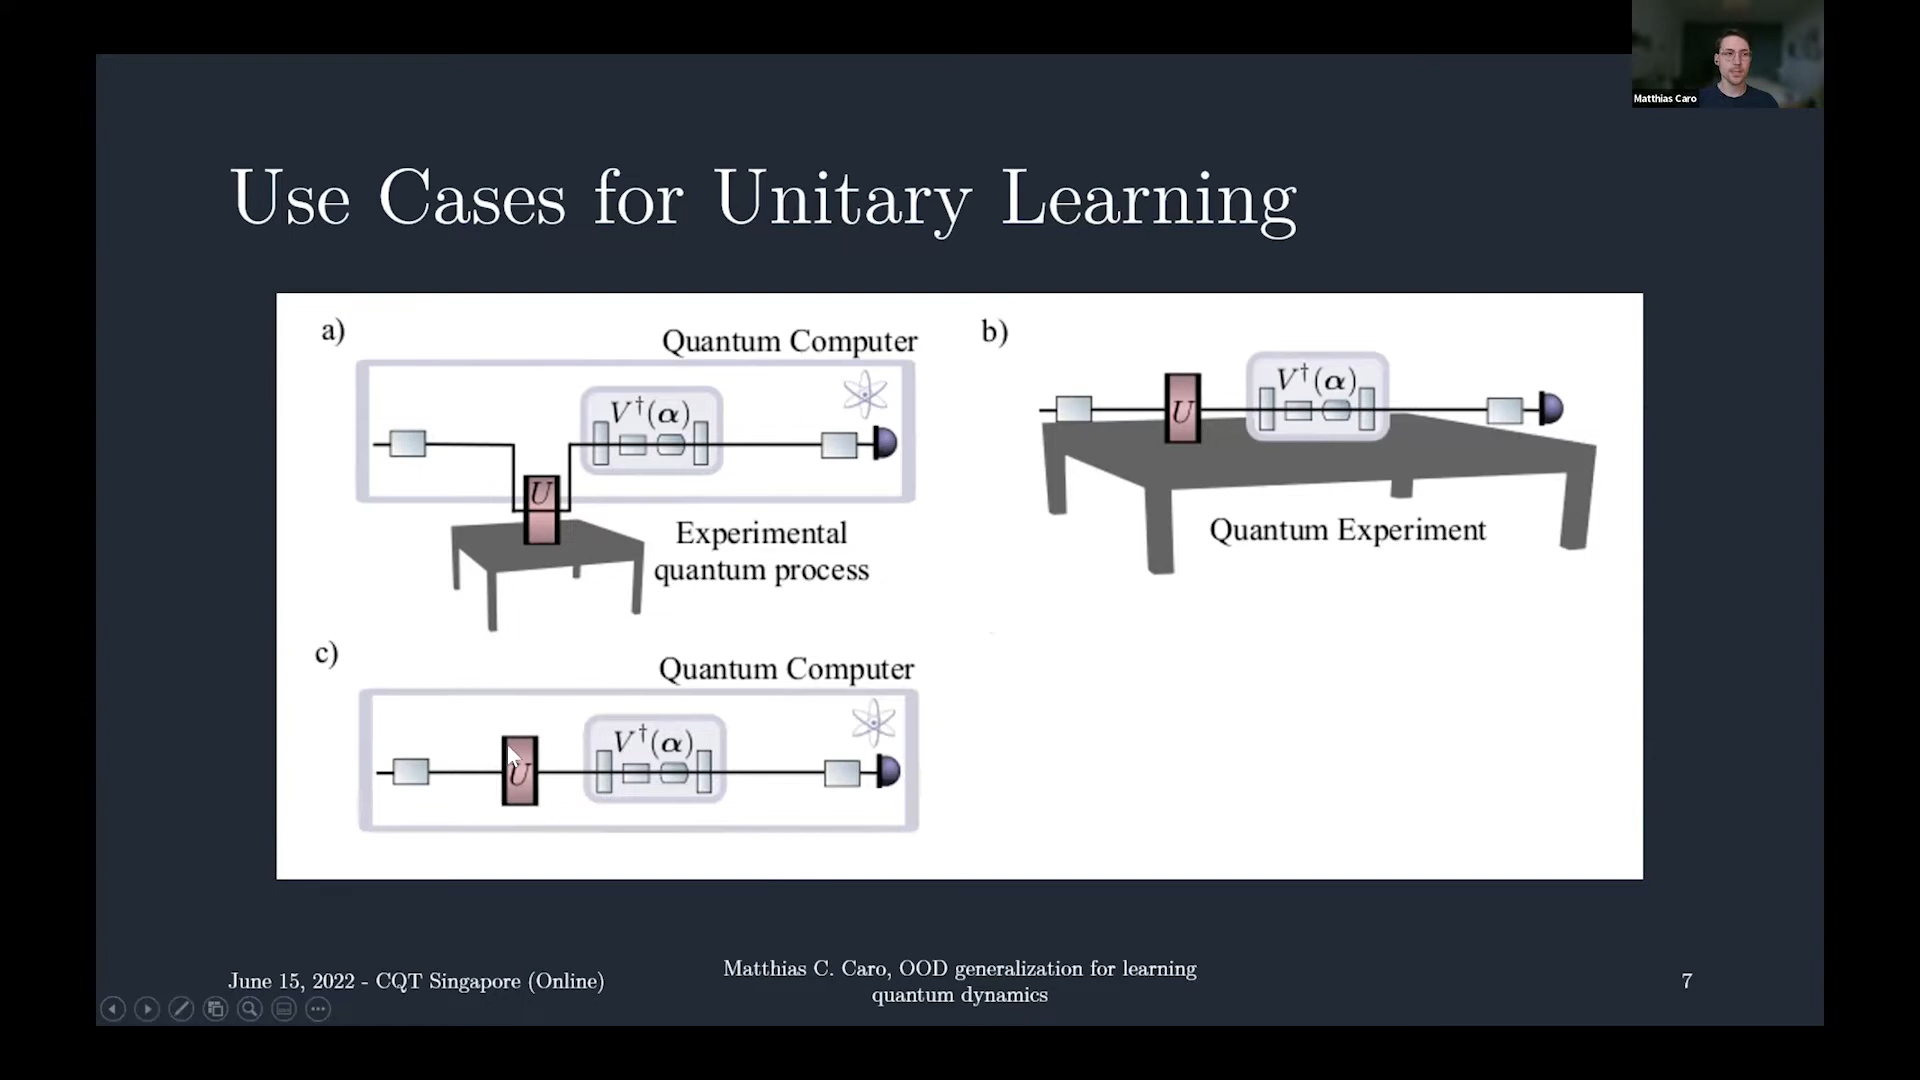 Matthias Caro
Use Cases for Unitary Learning
a)
Quantum Computer
V†(α)
U
Experimental
quantum process
b)
V†(α)
U
Quantum Experiment
c)
Quantum Computer
V†(α)
U
June 15, 2022 - CQT Singapore (Online)
Matthias C. Caro, OOD generalization for learning
quantum dynamics
7